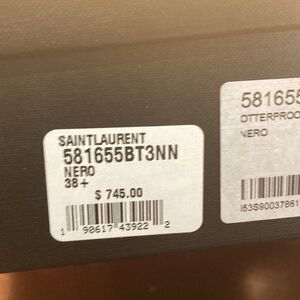 SAINTLAURENT
581655BT3NN
NERO
38+
$ 745.00
1 90617 43922 2
581655
OTTERPROO
NERO